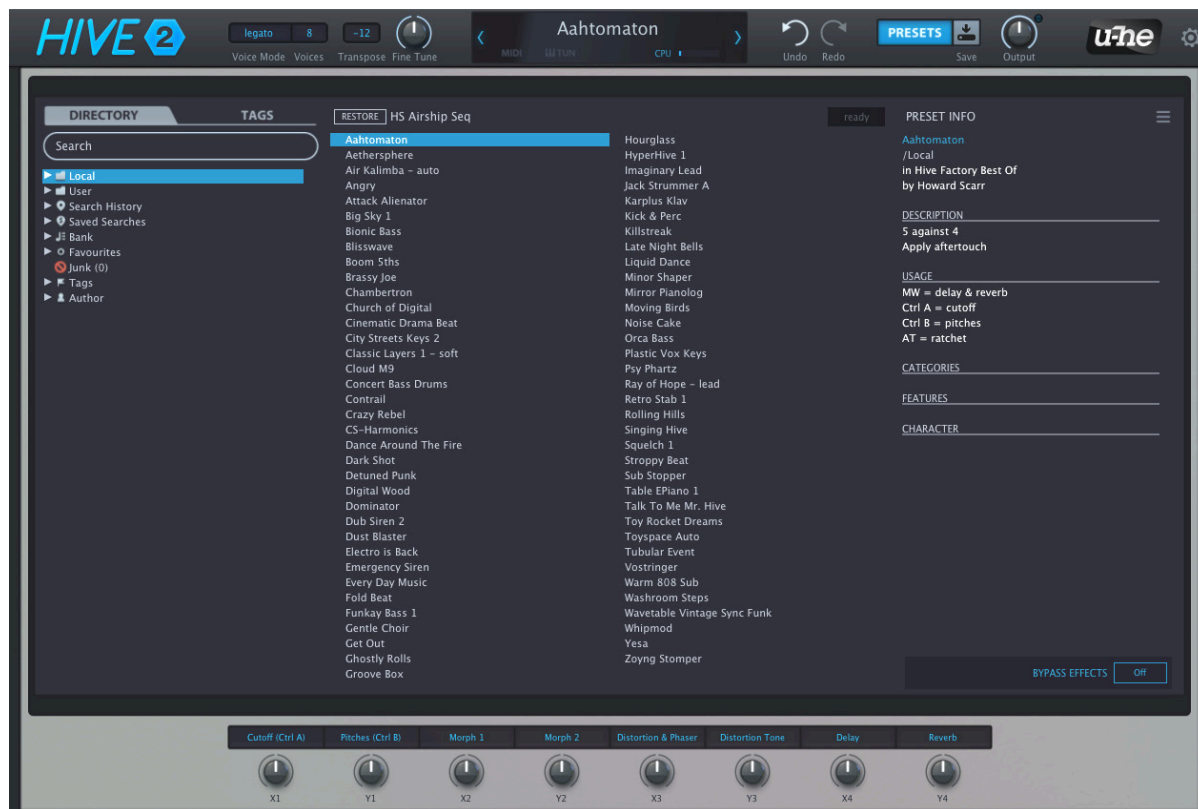 HIVE 2
legato 8
Voice Mode Voices
-12
Transpose Fine Tune
Aahtomaton
MIDI TUN CPU
Undo Redo
PRESETS
Save
Output
u-he
DIRECTORY TAGS
Search
Local
User
Search History
Saved Searches
Bank
Favourites
Junk (0)
Tags
Author
RESTORE HS Airship Seq
ready
Aahtomaton
Aethersphere
Air Kalimba - auto
Angry
Attack Alienator
Big Sky 1
Bionic Bass
Blisswave
Boom 5ths
Brassy Joe
Chambertron
Church of Digital
Cinematic Drama Beat
City Streets Keys 2
Classic Layers 1 - soft
Cloud M9
Concert Bass Drums
Contrail
Crazy Rebel
CS-Harmonics
Dance Around The Fire
Dark Shot
Detuned Punk
Digital Wood
Dominator
Dub Siren 2
Dust Blaster
Electro is Back
Emergency Siren
Every Day Music
Fold Beat
Funkay Bass 1
Gentle Choir
Get Out
Ghostly Rolls
Groove Box
Hourglass
HyperHive 1
Imaginary Lead
Jack Strummer A
Karplus Klav
Kick & Perc
Killstreak
Late Night Bells
Liquid Dance
Minor Shaper
Mirror Pianolog
Moving Birds
Noise Cake
Orca Bass
Plastic Vox Keys
Psy Phartz
Ray of Hope - lead
Retro Stab 1
Rolling Hills
Singing Hive
Squelch 1
Stroppy Beat
Sub Stopper
Table EPiano 1
Talk To Me Mr. Hive
Toy Rocket Dreams
Toyspace Auto
Tubular Event
Vostringer
Warm 808 Sub
Washroom Steps
Wavetable Vintage Sync Funk
Whipmod
Yesa
Zoyng Stomper
PRESET INFO
Aahtomaton
/Local
in Hive Factory Best Of
by Howard Scarr
DESCRIPTION
5 against 4
Apply aftertouch
USAGE
MW = delay & reverb
Ctrl A = cutoff
Ctrl B = pitches
AT = ratchet
CATEGORIES
FEATURES
CHARACTER
BYPASS EFFECTS Off
Cutoff (Ctrl A) Pitches (Ctrl B) Morph 1 Morph 2 Distortion & Phaser Distortion Tone Delay Reverb
X1 Y1 X2 Y2 X3 Y3 X4 Y4